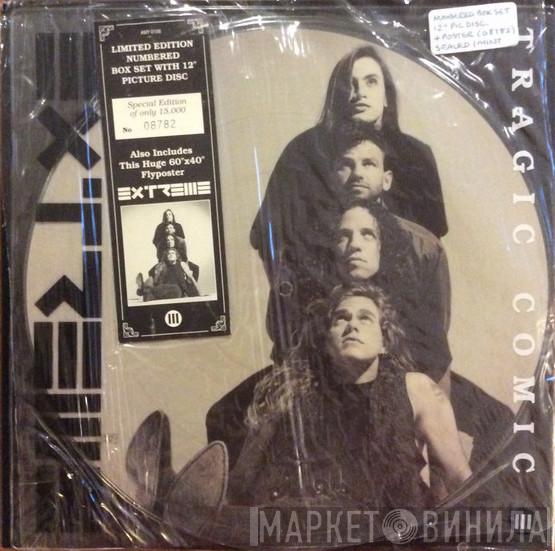 AMY 0156
LIMITED EDITION
NUMBERED
BOX SET WITH 12"
PICTURE DISC
Special Edition
of only 15,000
No 08782
Also Includes
This Huge 60"x40"
Flyposter
EXTREME
III
NUMBERED BOX SET
12" PIC DISC.
+ POSTER (08782)
SEALED / MINT
TRAGIC COMIC
III
EXTREME
МАРКЕТ ВИНИЛА